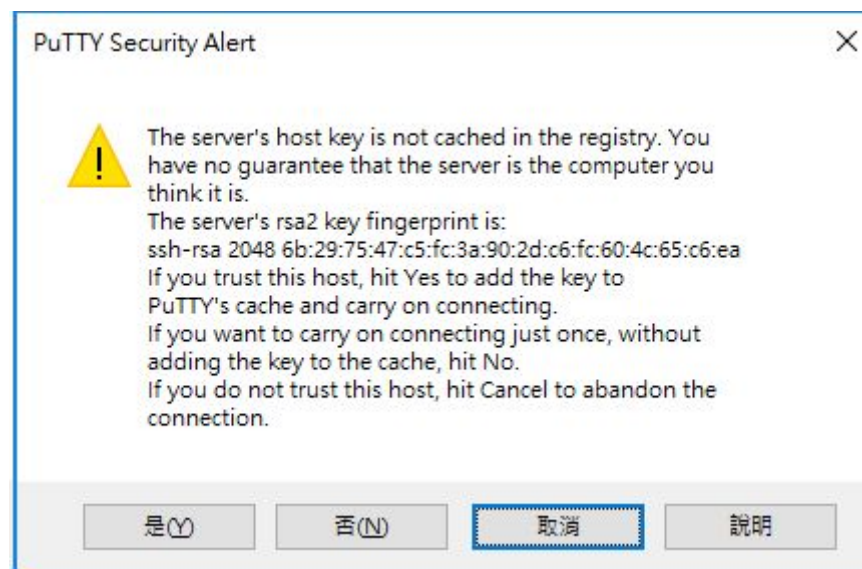 PuTTY Security Alert
The server's host key is not cached in the registry. You
have no guarantee that the server is the computer you
think it is.
The server's rsa2 key fingerprint is:
ssh-rsa 2048 6b:29:75:47:c5:fc:3a:90:2d:c6:fc:60:4c:65:c6:ea
If you trust this host, hit Yes to add the key to
PuTTY's cache and carry on connecting.
If you want to carry on connecting just once, without
adding the key to the cache, hit No.
If you do not trust this host, hit Cancel to abandon the
connection.
是(Y) 否(N) 取消 說明